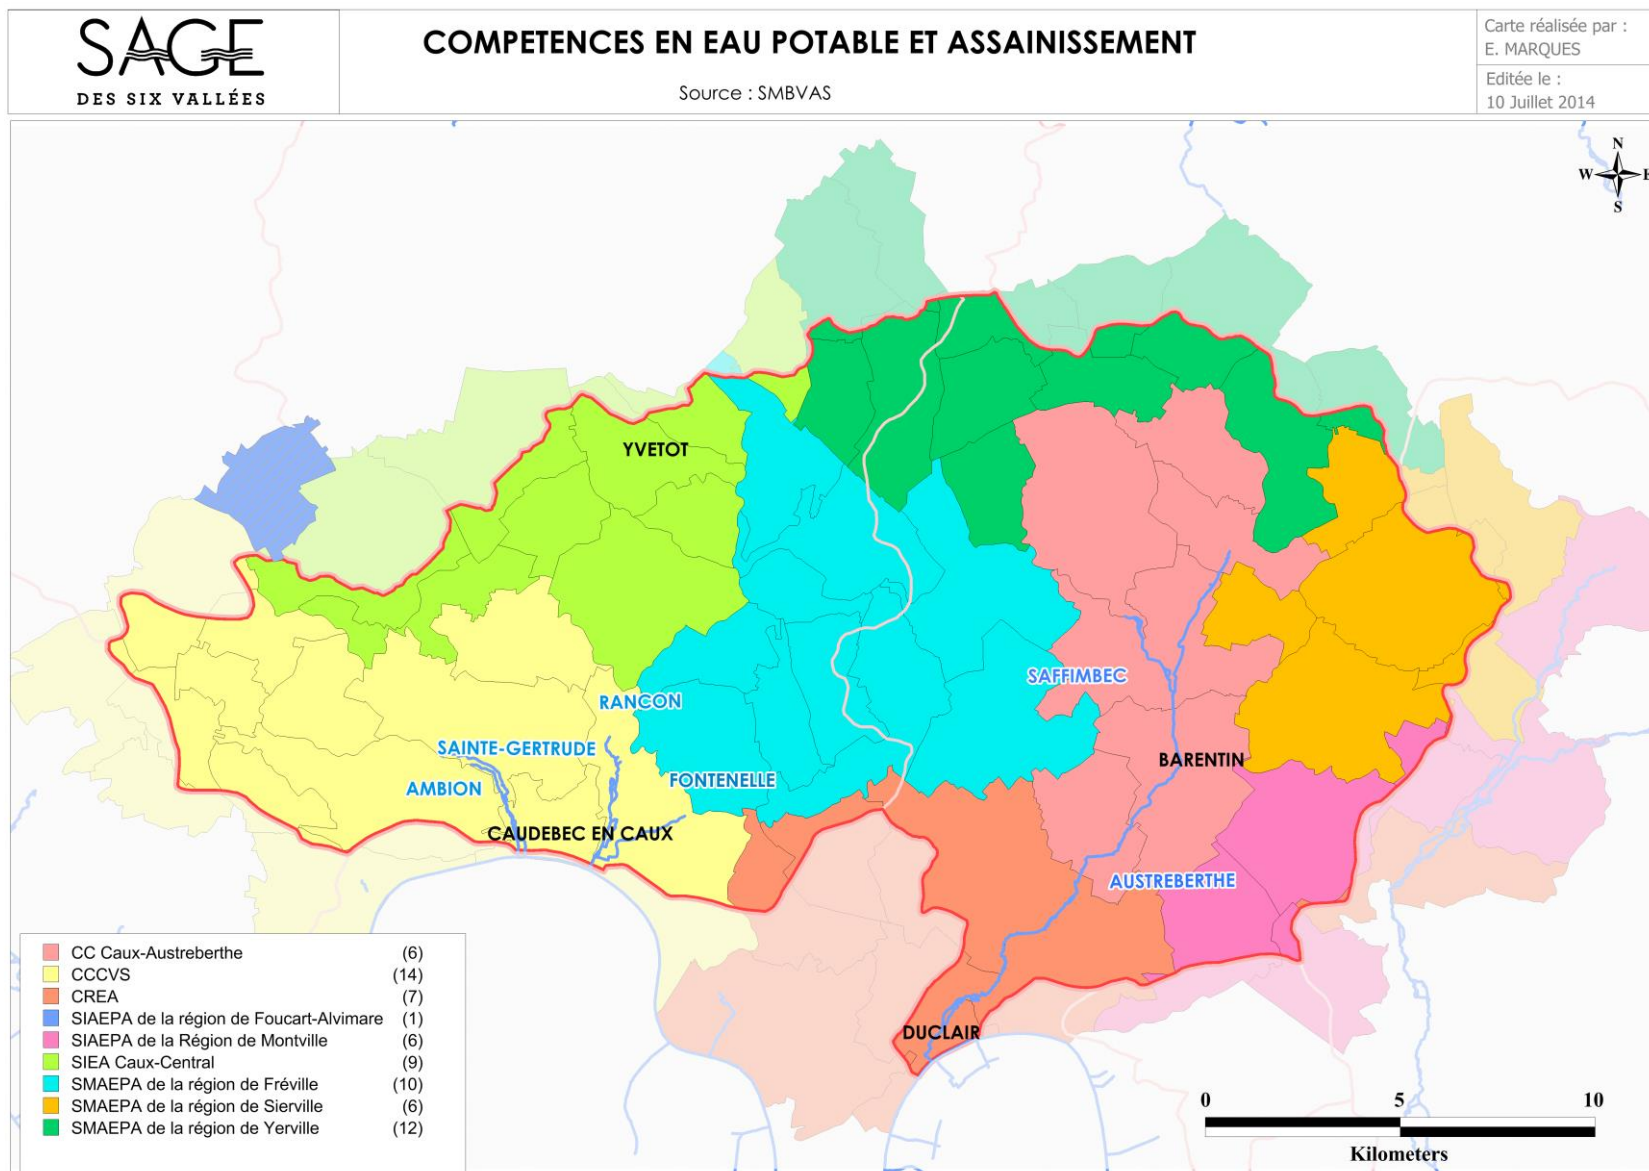 SAGE
DES SIX VALLÉES
COMPETENCES EN EAU POTABLE ET ASSAINISSEMENT
Source : SMBVAS
Carte réalisée par :
E. MARQUES
Editée le :
10 Juillet 2014
N
W E
S
YVETOT
SAFFIMBEC
RANCON
SAINTE-GERTRUDE
BARENTIN
FONTENELLE
AMBION
CAUDEBEC EN CAUX
AUSTREBERTHE
DUCLAIR
CC Caux-Austreberthe (6)
CCCVS (14)
CREA (7)
SIAEPA de la région de Foucart-Alvimare (1)
SIAEPA de la Région de Montville (6)
SIEA Caux-Central (9)
SMAEPA de la région de Fréville (10)
SMAEPA de la région de Sierville (6)
SMAEPA de la région de Yerville (12)
0 5 10
Kilometers